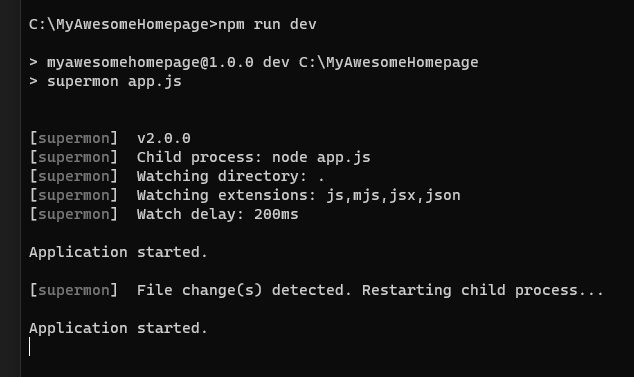 C:\MyAwesomeHomepage>npm run dev
> myawesomehomepage@1.0.0 dev C:\MyAwesomeHomepage
> supermon app.js
[supermon]  v2.0.0
[supermon]  Child process: node app.js
[supermon]  Watching directory: .
[supermon]  Watching extensions: js,mjs,jsx,json
[supermon]  Watch delay: 200ms
Application started.
[supermon]  File change(s) detected. Restarting child process...
Application started.